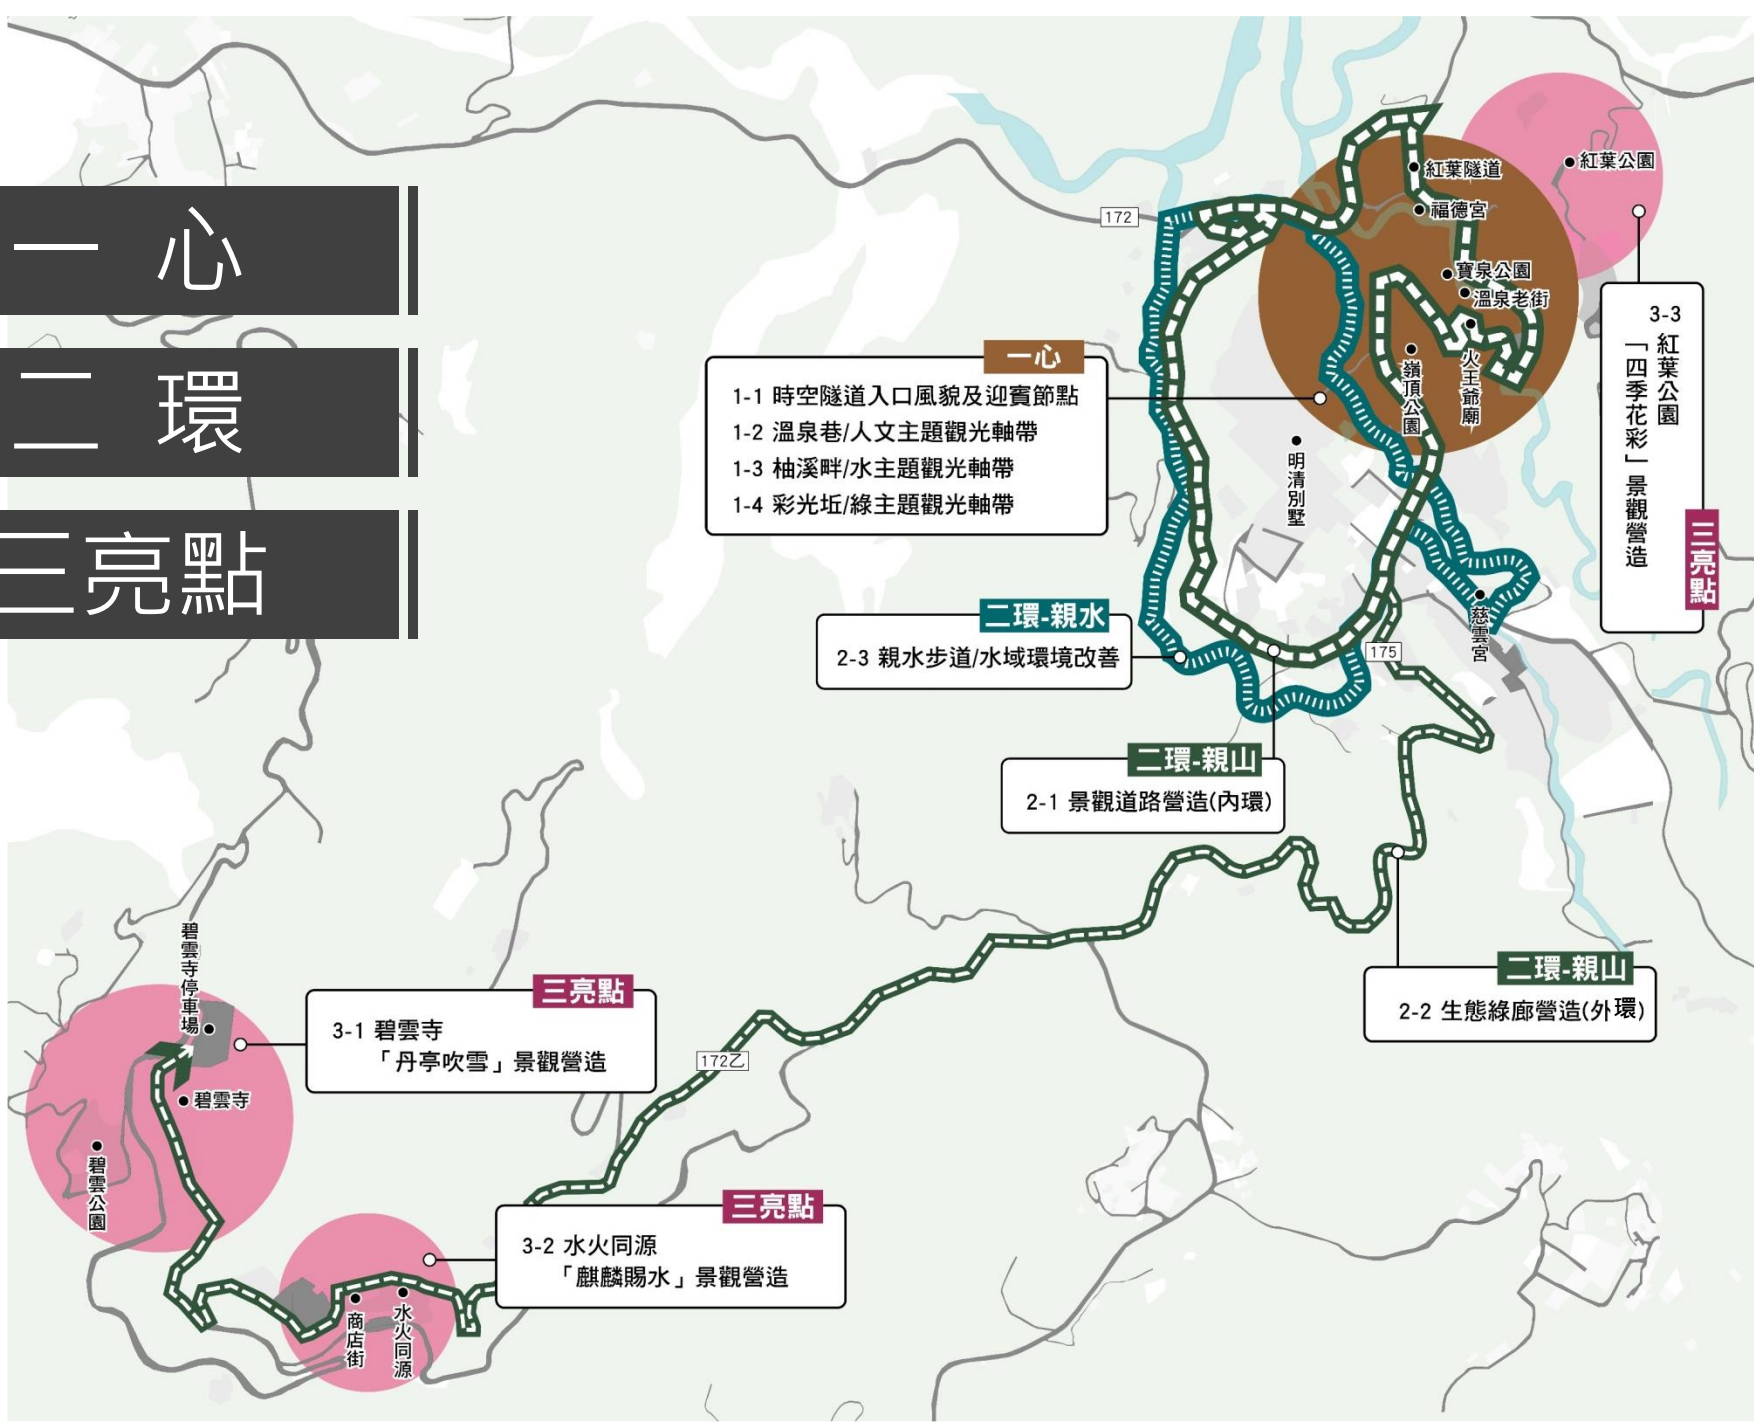 一心
二環
三亮點
172
紅葉隧道
福德宮
寶泉公園
溫泉老街
火王爺廟
嶺頂公園
紅葉公園
明清別墅
慈雲宮
175
一心
1-1 時空隧道入口風貌及迎賓節點
1-2 溫泉巷/人文主題觀光軸帶
1-3 柚溪畔/水主題觀光軸帶
1-4 彩光坵/綠主題觀光軸帶
三亮點
3-3
紅葉公園
「四季花彩」景觀營造
二環-親水
2-3 親水步道/水域環境改善
二環-親山
2-1 景觀道路營造(內環)
二環-親山
2-2 生態綠廊營造(外環)
172乙
碧雲寺停車場
碧雲寺
碧雲公園
三亮點
3-1 碧雲寺
「丹亭吹雪」景觀營造
三亮點
3-2 水火同源
「麒麟賜水」景觀營造
商店街
水火同源